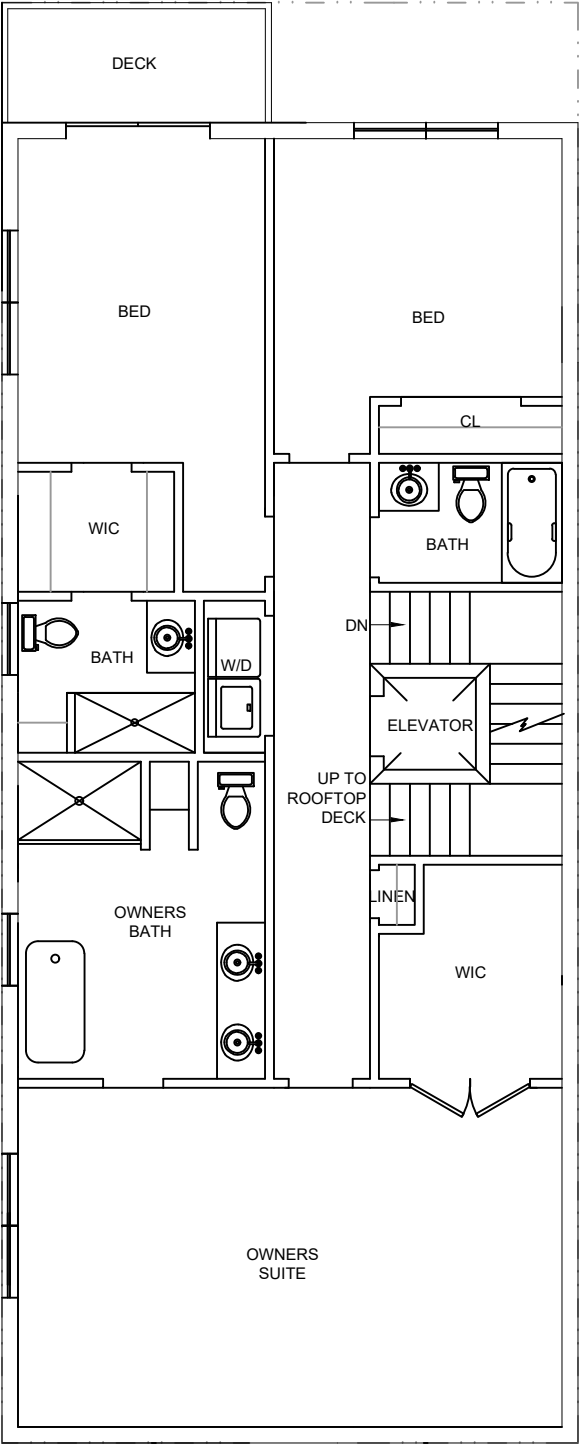 DECK
BED
BED
CL
WIC
BATH
DN
BATH
W/D
ELEVATOR
UP TO
ROOFTOP
DECK
LINEN
OWNERS
BATH
WIC
OWNERS
SUITE